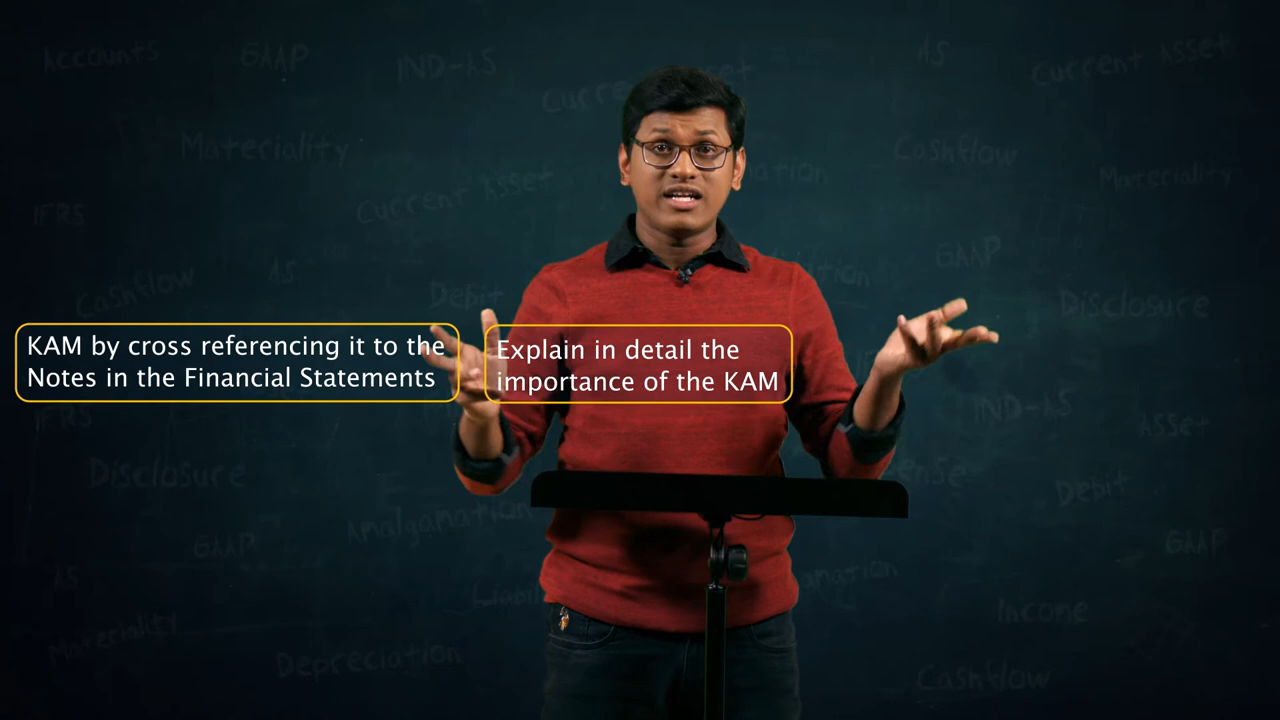 Accounts GAAP IND-AS AS Current Asset
Materiality Cashflow
Current Asset Materiality
IFRS
GAAP
Cashflow AS Debit Disclosure
KAM by cross referencing it to the
Notes in the Financial Statements
Explain in detail the
importance of the KAM
IFRS IND-AS Asset
Disclosure Debit
Amalgamation
GAAP GAAP
AS
Income
Materiality
Depreciation Cashflow